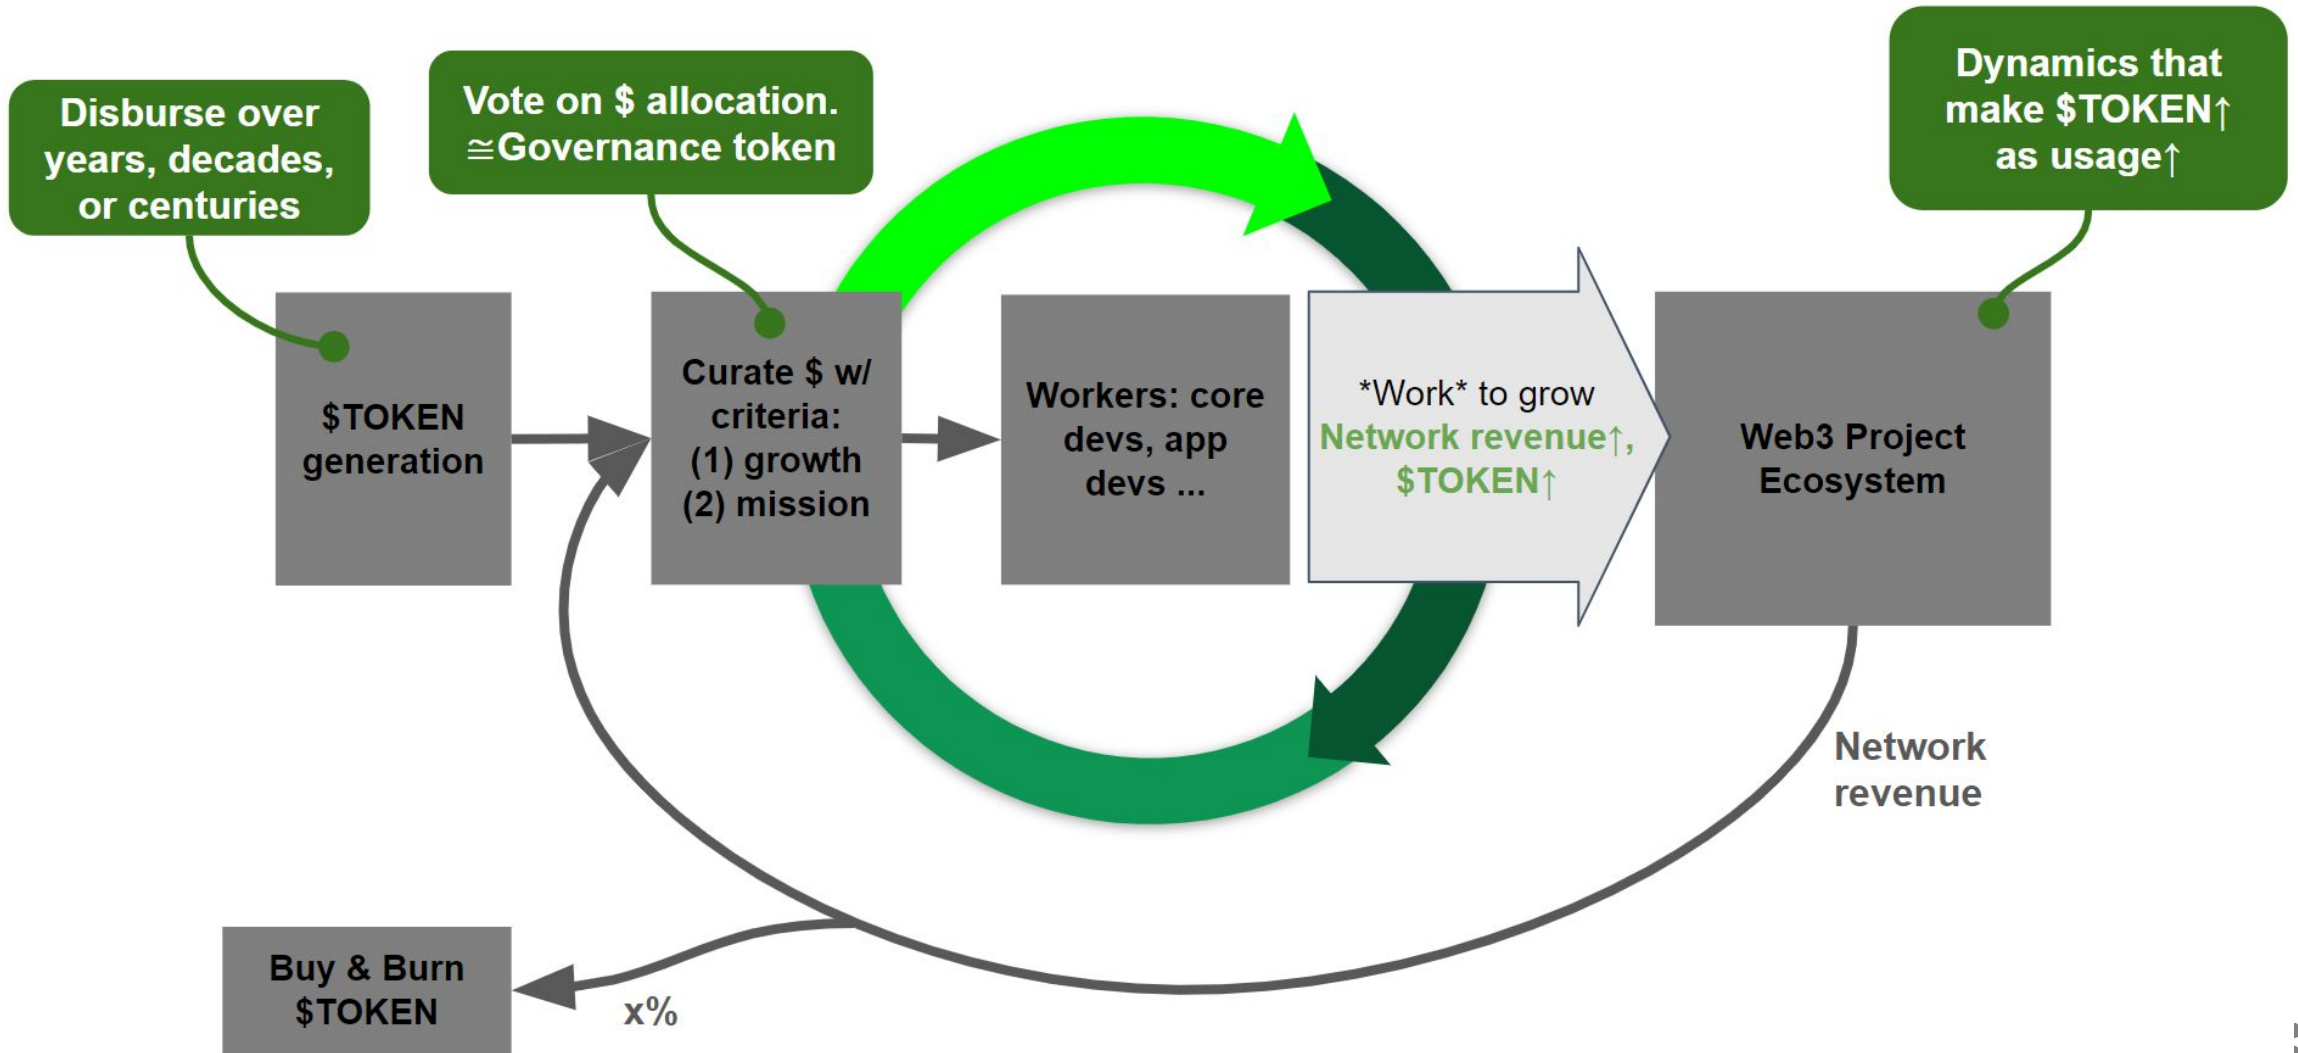 Disburse over
years, decades,
or centuries
Vote on $ allocation.
≅Governance token
Dynamics that
make $TOKEN↑
as usage↑
$TOKEN
generation
Curate $ w/
criteria:
(1) growth
(2) mission
Workers: core
devs, app
devs ...
*Work* to grow
Network revenue↑,
$TOKEN↑
Web3 Project
Ecosystem
Network
revenue
Buy & Burn
$TOKEN
x%